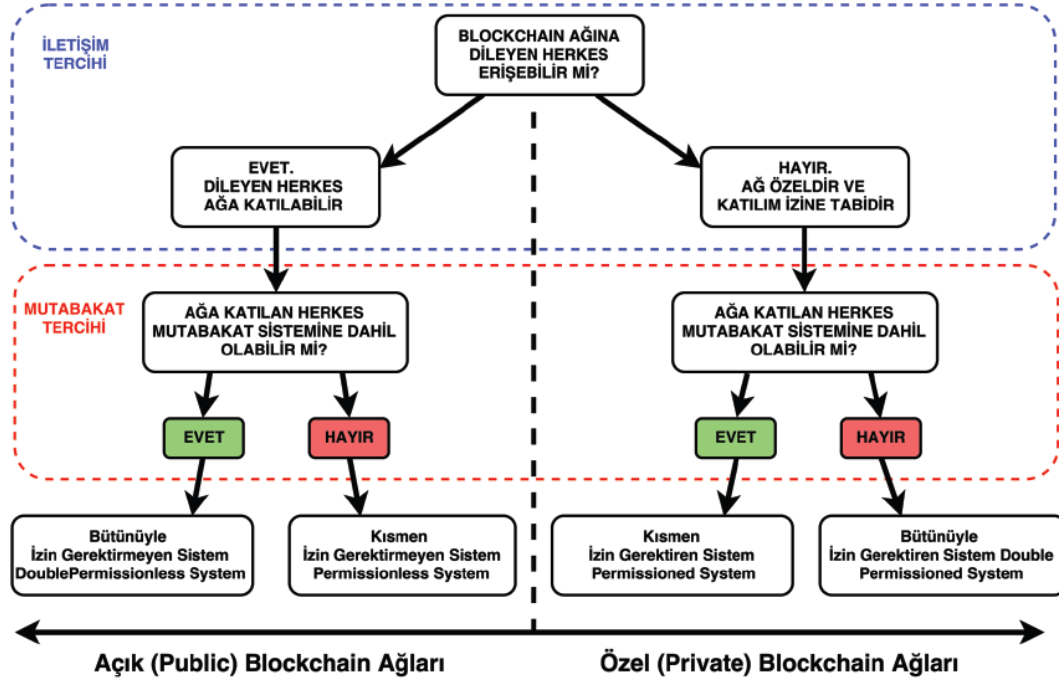 İLETİŞİM
TERCİHİ
BLOCKCHAIN AĞINA
DİLEYEN HERKES
ERİŞEBİLİR Mİ?
EVET.
DİLEYEN HERKES
AĞA KATILABİLİR
HAYIR.
AĞ ÖZELDİR VE
KATILIM İZİNE TABİDİR
MUTABAKAT
TERCİHİ
AĞA KATILAN HERKES
MUTABAKAT SİSTEMİNE DAHİL
OLABİLİR Mİ?
AĞA KATILAN HERKES
MUTABAKAT SİSTEMİNE DAHİL
OLABİLİR Mİ?
EVET
HAYIR
EVET
HAYIR
Bütünüyle
İzin Gerektirmeyen Sistem
DoublePermissionless System
Kısmen
İzin Gerektirmeyen Sistem
Permissionless System
Kısmen
İzin Gerektiren Sistem
Permissioned System
Bütünüyle
İzin Gerektiren Sistem Double
Permissioned System
Açık (Public) Blockchain Ağları
Özel (Private) Blockchain Ağları